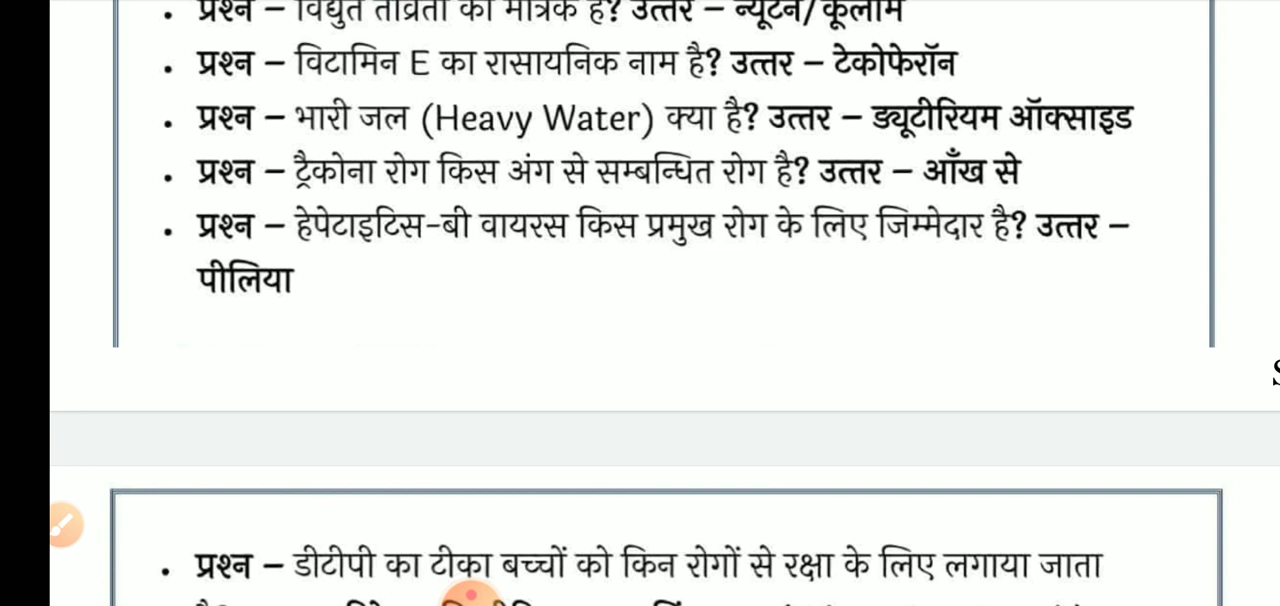 प्रश्न – विद्युत तीव्रता का मात्रक है? उत्तर – न्यूटन/कूलॉम
प्रश्न – विटामिन E का रासायनिक नाम है? उत्तर – टेकोफेरॉन
प्रश्न – भारी जल (Heavy Water) क्या है? उत्तर – ड्यूटीरियम ऑक्साइड
प्रश्न – ट्रैकोना रोग किस अंग से सम्बन्धित रोग है? उत्तर – आँख से
प्रश्न – हेपेटाइटिस-बी वायरस किस प्रमुख रोग के लिए जिम्मेदार है? उत्तर –
पीलिया
प्रश्न – डीटीपी का टीका बच्चों को किन रोगों से रक्षा के लिए लगाया जाता